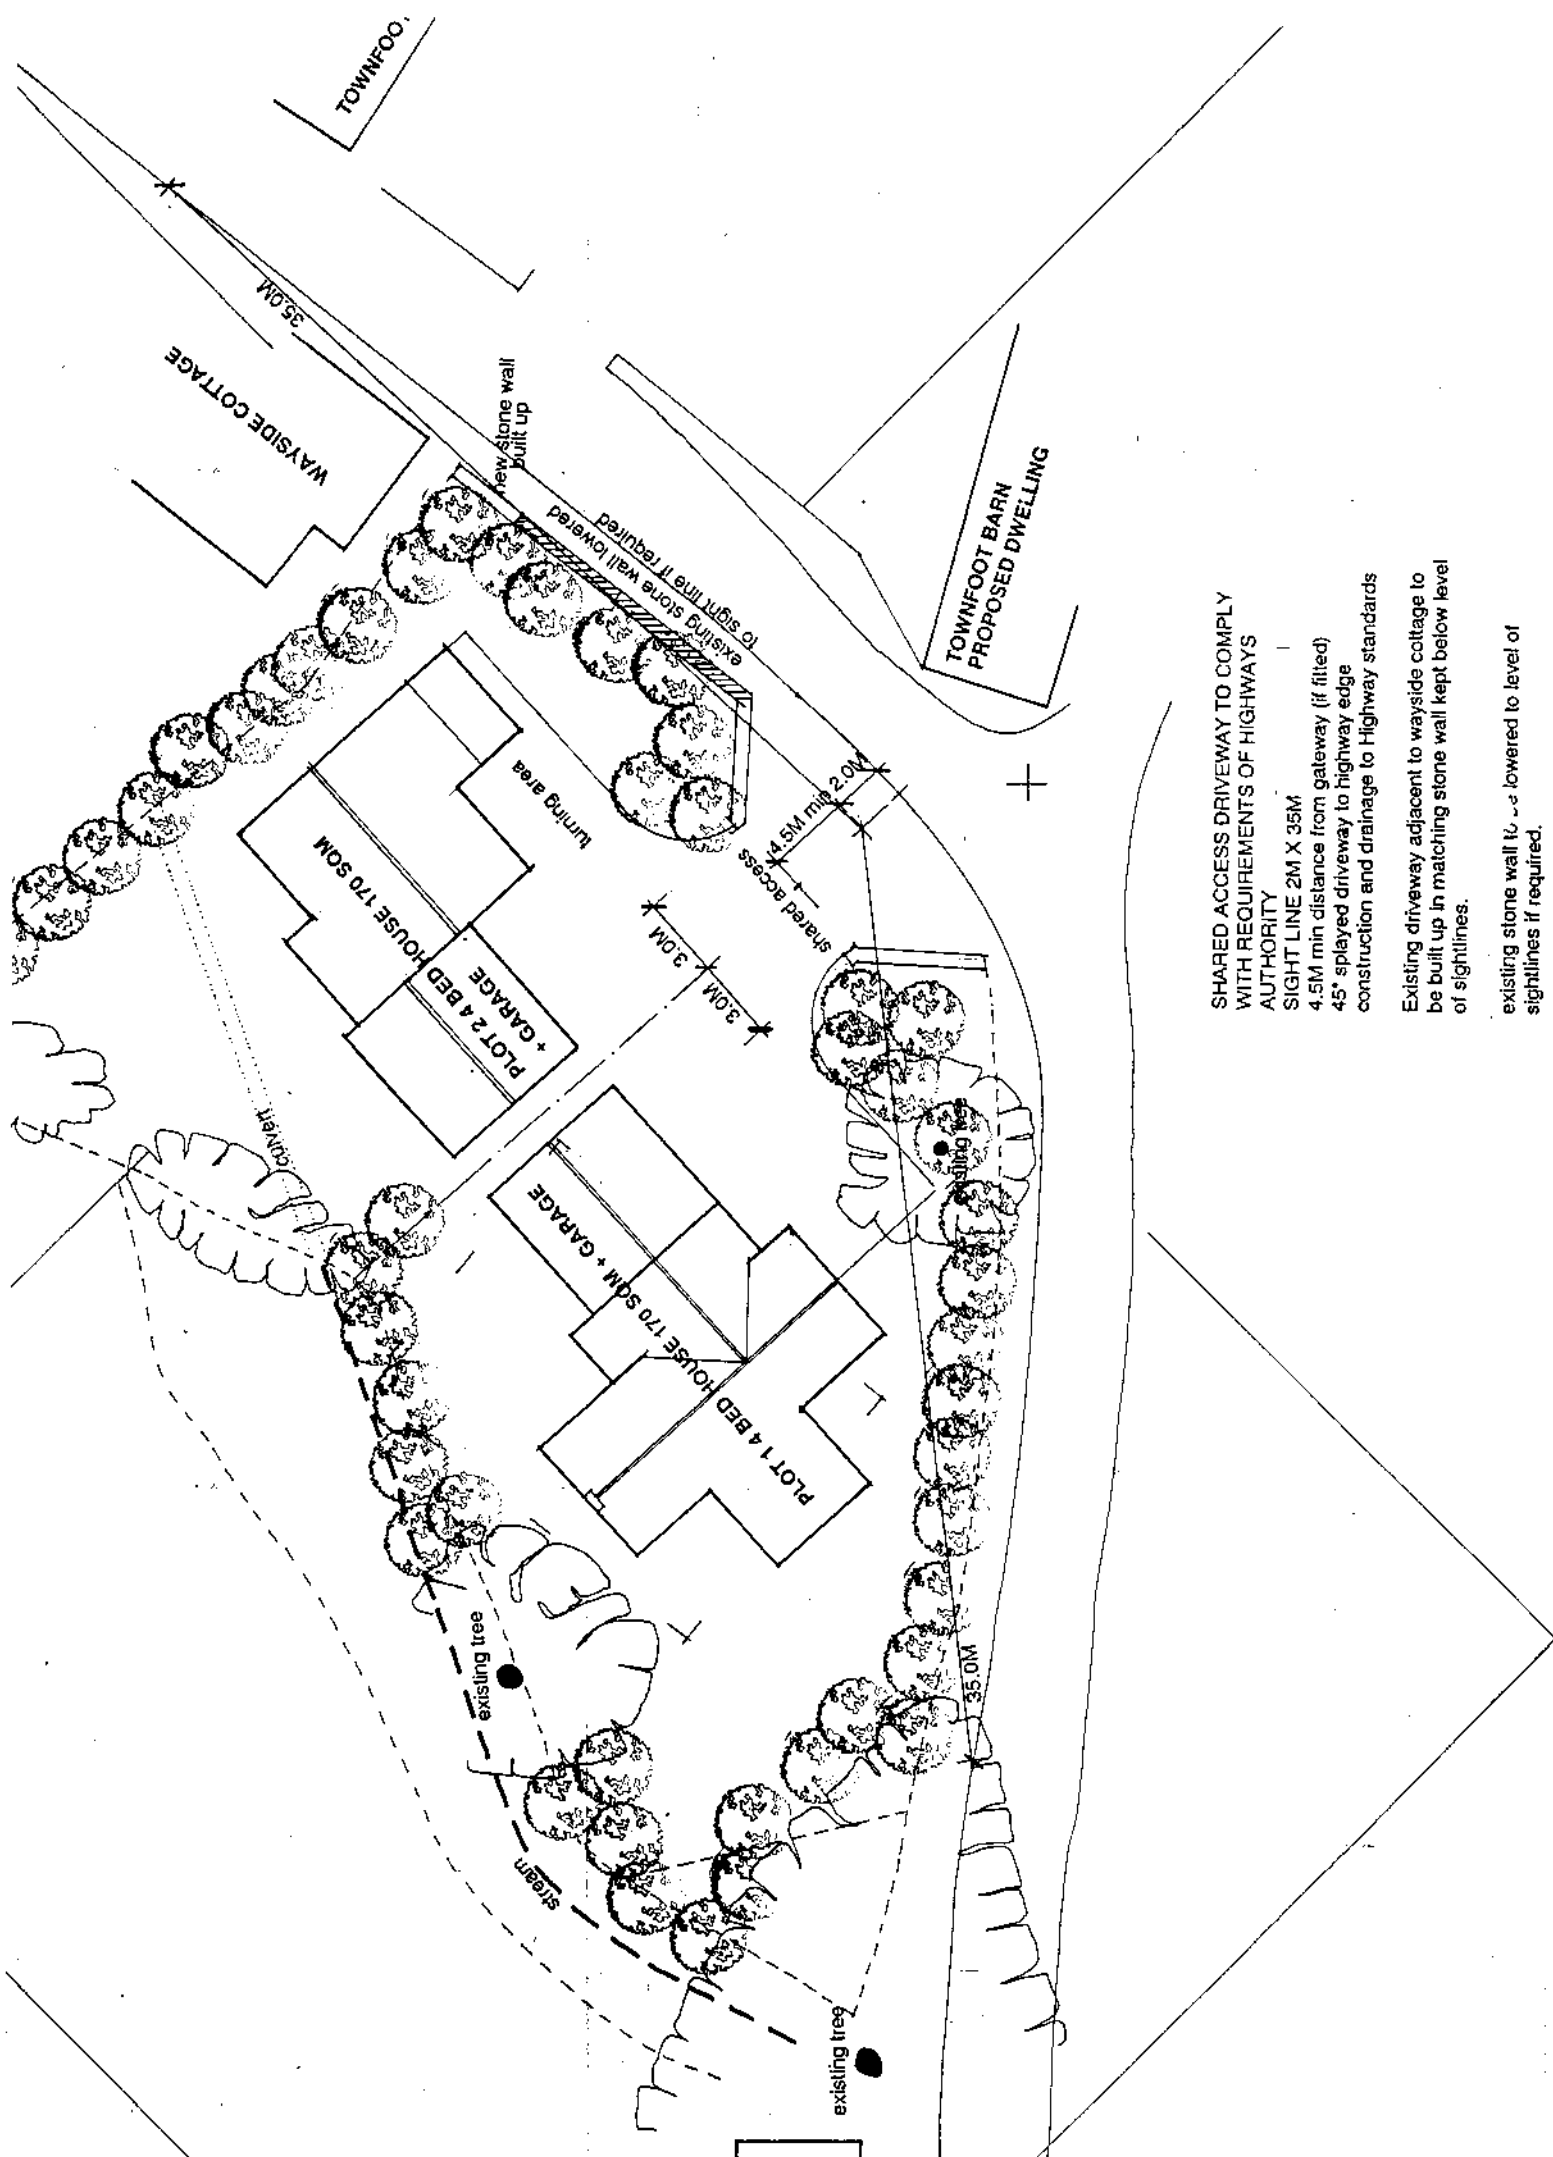 TOWNFOO
35.0M
WAYSIDE COTTAGE
new stone wall
built up
existing stone wall lowered
to sight line if required
TOWNFOOT BARN
PROPOSED DWELLING
turning area
PLOT 2 4 BED HOUSE 170 SQM
+ GARAGE
4.5M min 2.0M
shared access
3.0M
3.0M
PLOT 1 4 BED HOUSE 170 SQM + GARAGE
existing tree
existing tree
35.0M
stream
existing tree
SHARED ACCESS DRIVEWAY TO COMPLY
WITH REQUIREMENTS OF HIGHWAYS
AUTHORITY
SIGHT LINE 2M X 35M
4.5M min distance from gateway (if fitted)
45° splayed driveway to highway edge
construction and drainage to Highway standards
Existing driveway adjacent to wayside cottage to
be built up in matching stone wall kept below level
of sightlines.
existing stone wall lowered to level of
sightlines if required.